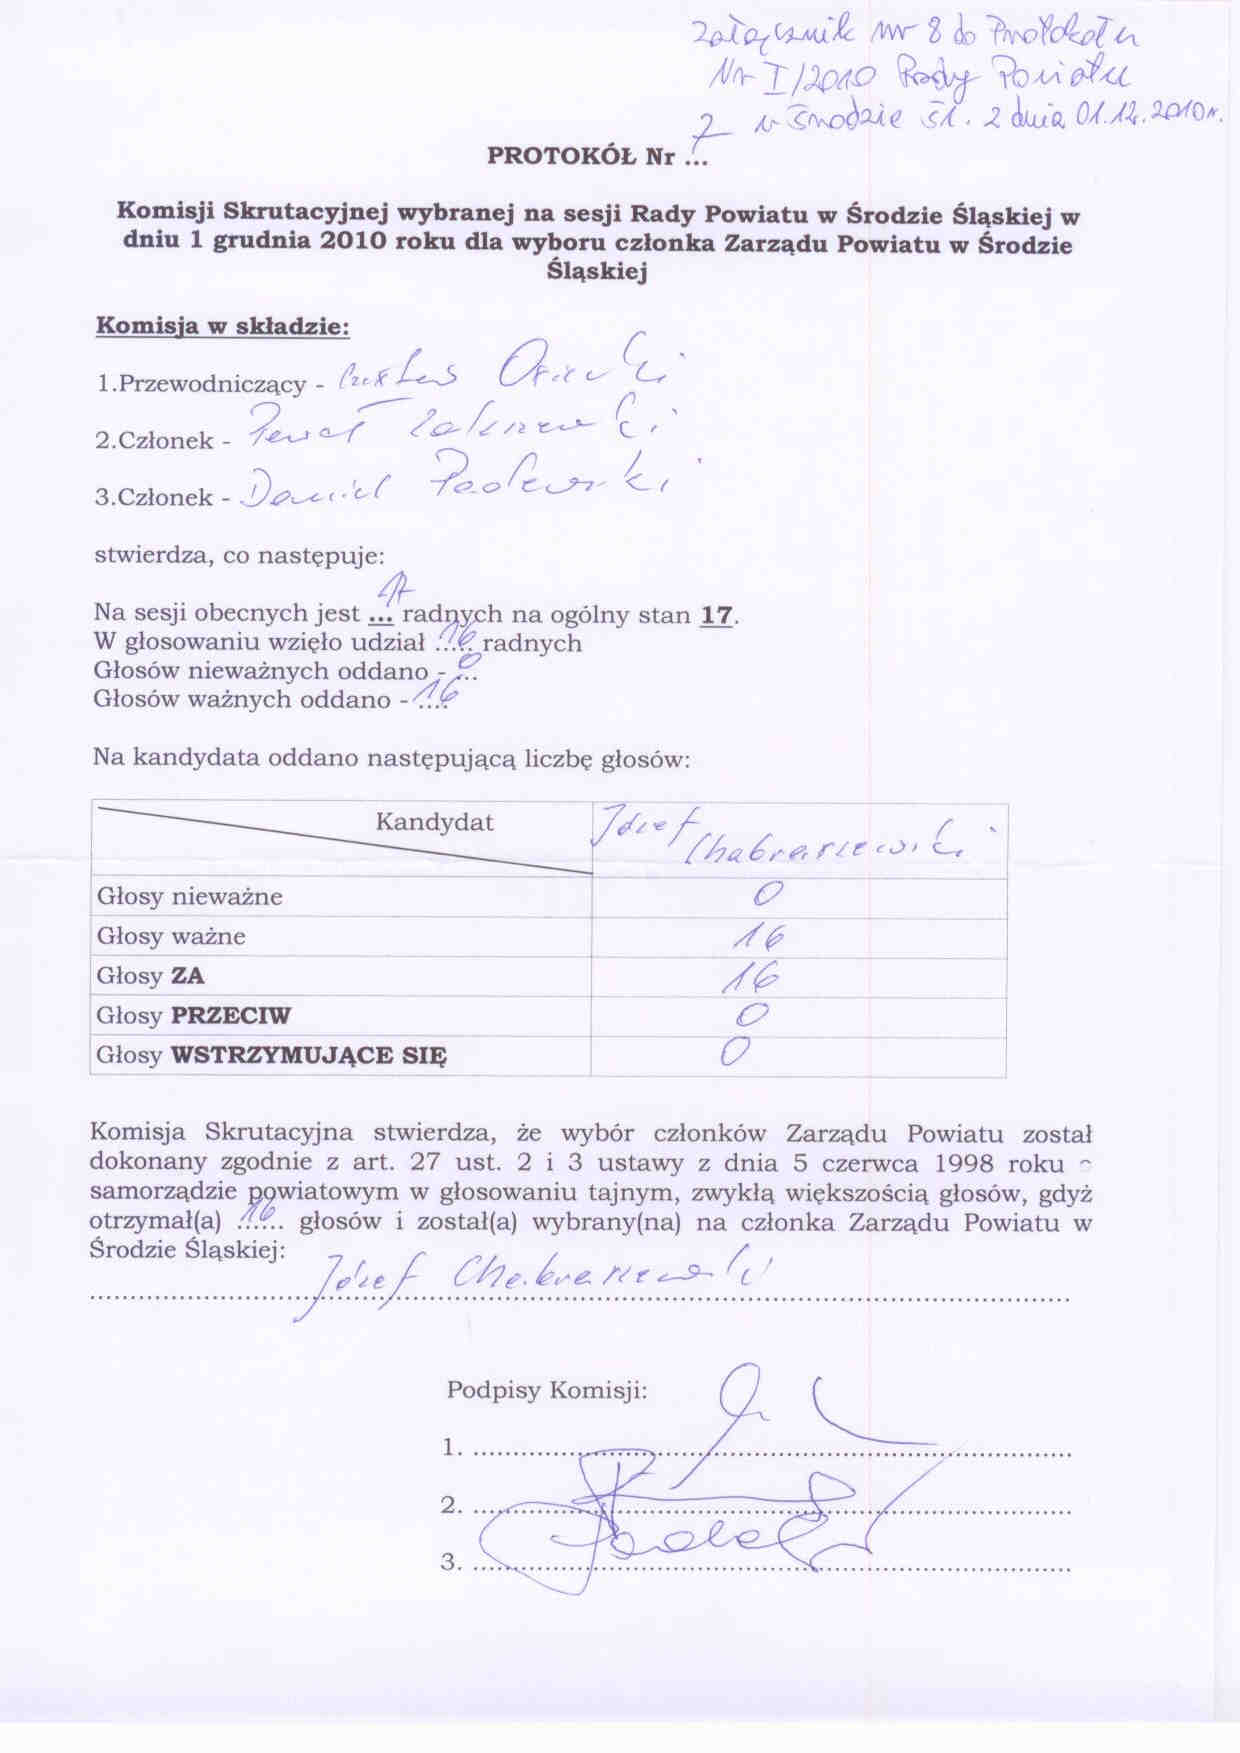 Załącznik nr 8 do Protokołu
Nr I/2010 Rady Powiatu
w Środzie Śl. z dnia 01.12.2010r.
PROTOKÓŁ Nr ... 7
Komisji Skrutacyjnej wybranej na sesji Rady Powiatu w Środzie Śląskiej w
dniu 1 grudnia 2010 roku dla wyboru członka Zarządu Powiatu w Środzie
Śląskiej
Komisja w składzie:
1.Przewodniczący -
2.Członek - Paweł Zakrzewski
3.Członek - Daniel Padewski
stwierdza, co następuje:
Na sesji obecnych jest ... 17 radnych na ogólny stan 17.
W głosowaniu wzięło udział ..... 16 radnych
Głosów nieważnych oddano - ... 0
Głosów ważnych oddano - .... 16
Na kandydata oddano następującą liczbę głosów:
Kandydat Józef Chabraszewski
Głosy nieważne 0
Głosy ważne 16
Głosy ZA 16
Głosy PRZECIW 0
Głosy WSTRZYMUJĄCE SIĘ 0
Komisja Skrutacyjna stwierdza, że wybór członków Zarządu Powiatu został
dokonany zgodnie z art. 27 ust. 2 i 3 ustawy z dnia 5 czerwca 1998 roku o
samorządzie powiatowym w głosowaniu tajnym, zwykłą większością głosów, gdyż
otrzymał(a) ...... 16 głosów i został(a) wybrany(na) na członka Zarządu Powiatu w
Środzie Śląskiej:
Józef Chabraszewski
Podpisy Komisji:
1.
2.
3.